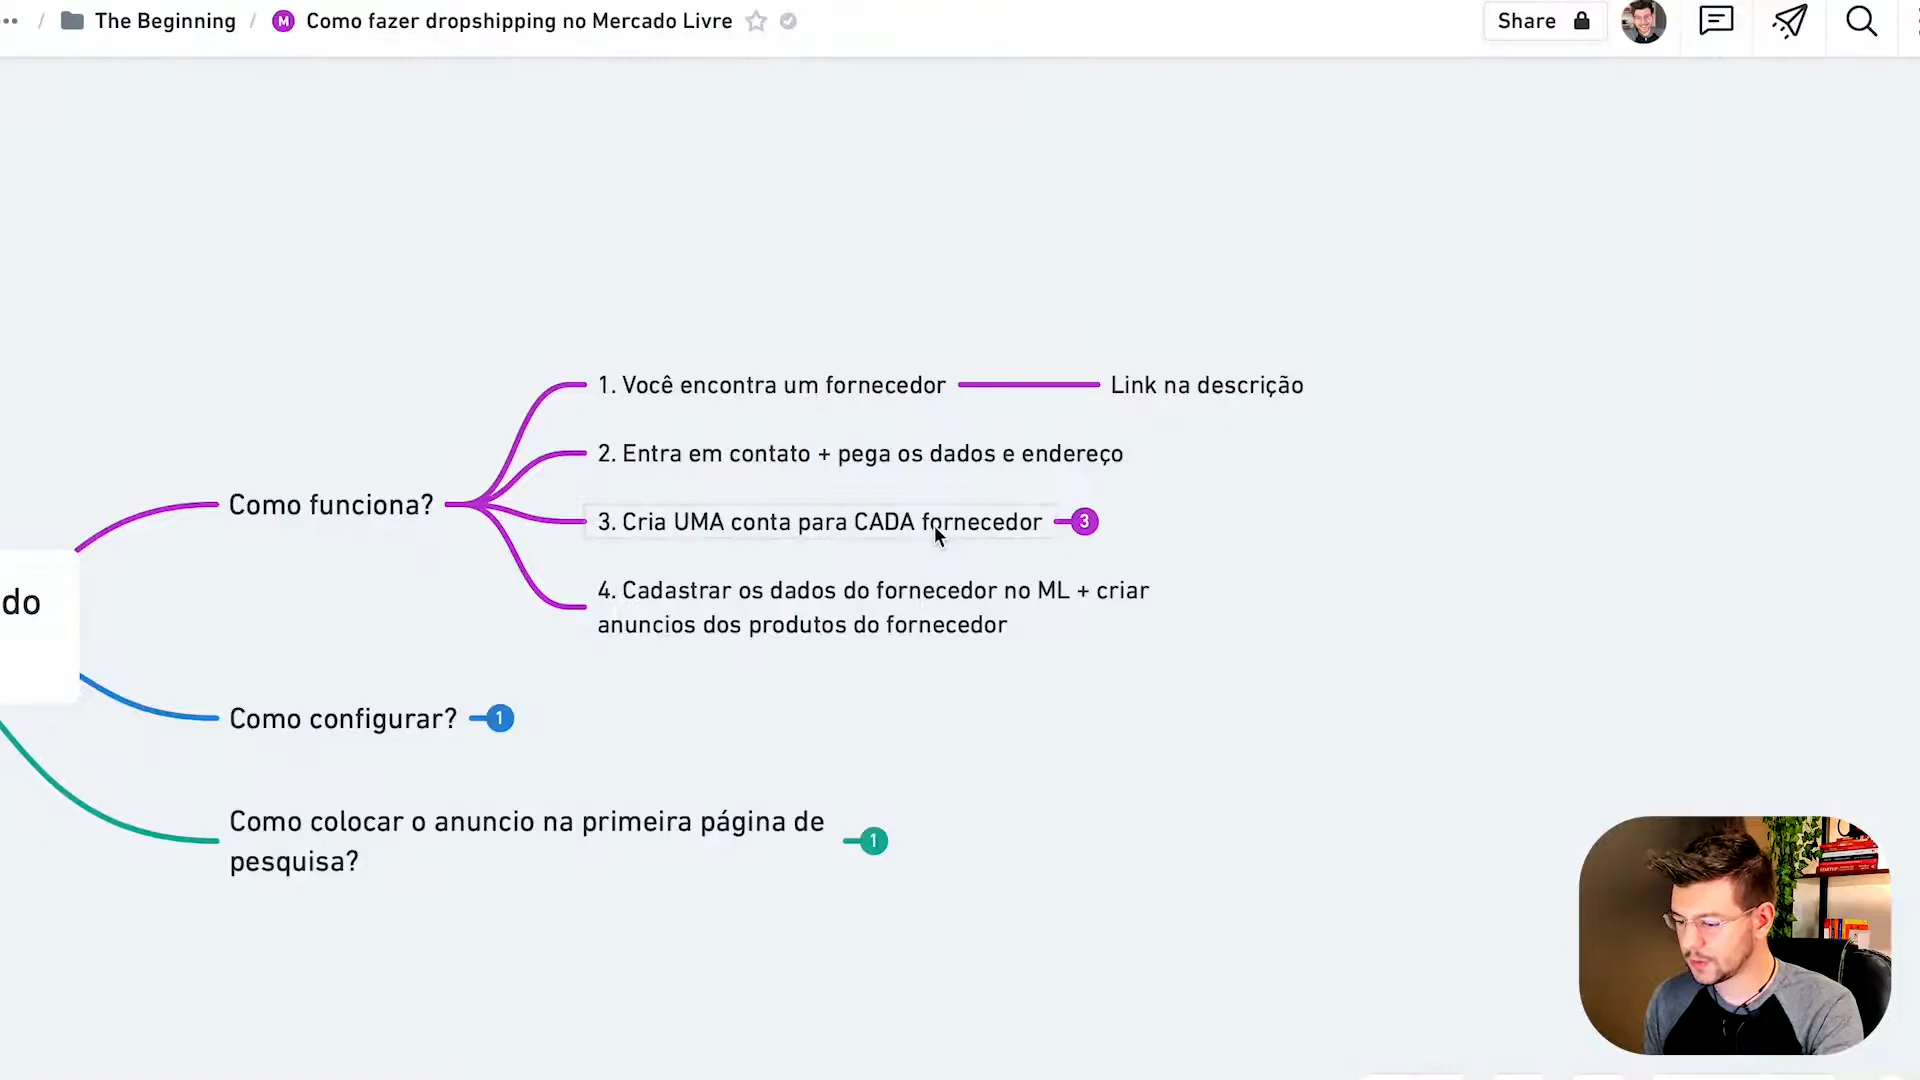 The Beginning / M Como fazer dropshipping no Mercado Livre
Share
1. Você encontra um fornecedor
Link na descrição
2. Entra em contato + pega os dados e endereço
Como funciona?
3. Cria UMA conta para CADA fornecedor 3
4. Cadastrar os dados do fornecedor no ML + criar
anuncios dos produtos do fornecedor
do
Como configurar? 1
Como colocar o anuncio na primeira página de
pesquisa?
1
STARTUP